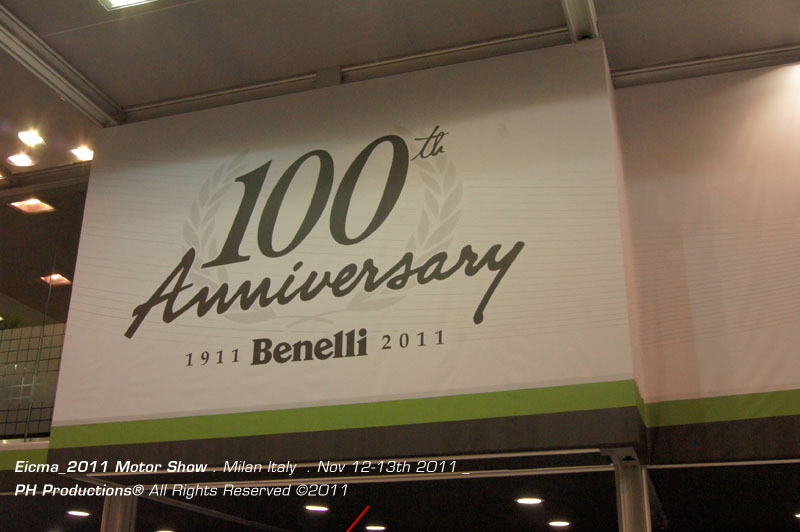 100th
Anniversary
1911 Benelli 2011
Eicma_2011 Motor Show . Milan Italy . Nov 12-13th 2011 _
PH Productions® All Rights Reserved ©2011